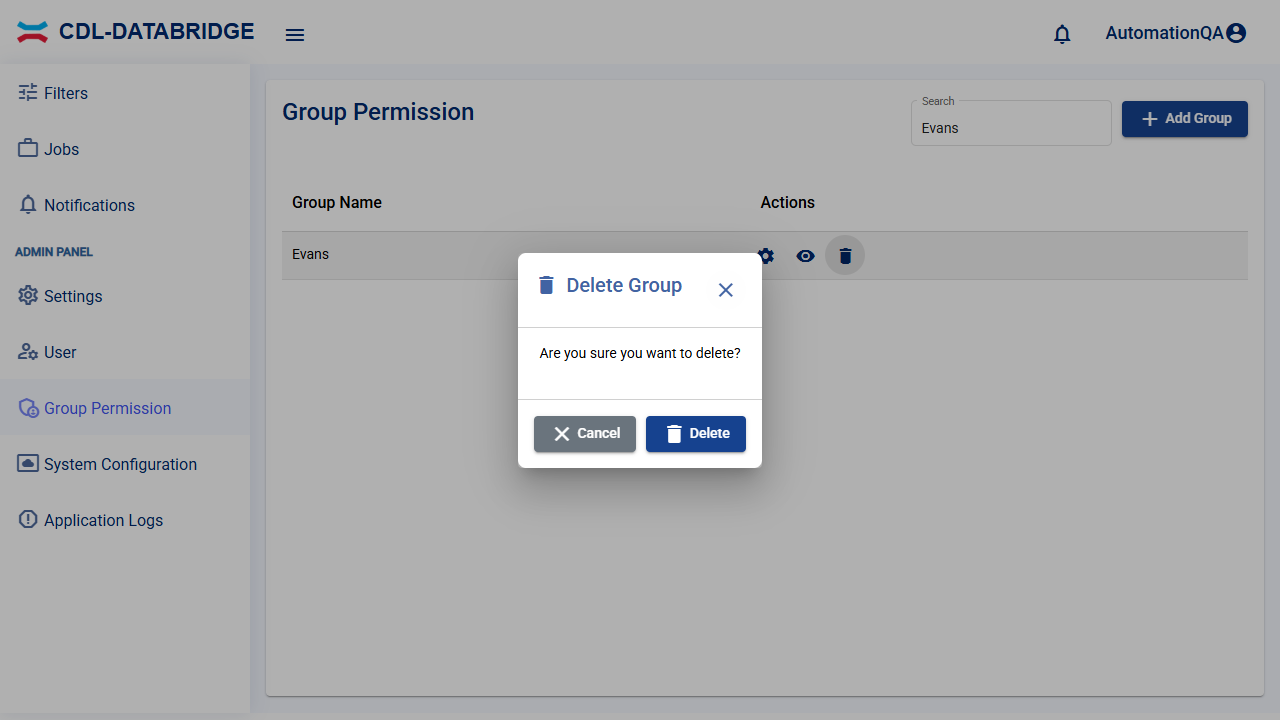 CDL-DATABRIDGE
AutomationQA
Filters
Jobs
Notifications
ADMIN PANEL
Settings
User
Group Permission
System Configuration
Application Logs
Group Permission
Search
Evans
Add Group
Group Name
Actions
Evans
Delete Group
Are you sure you want to delete?
Cancel
Delete